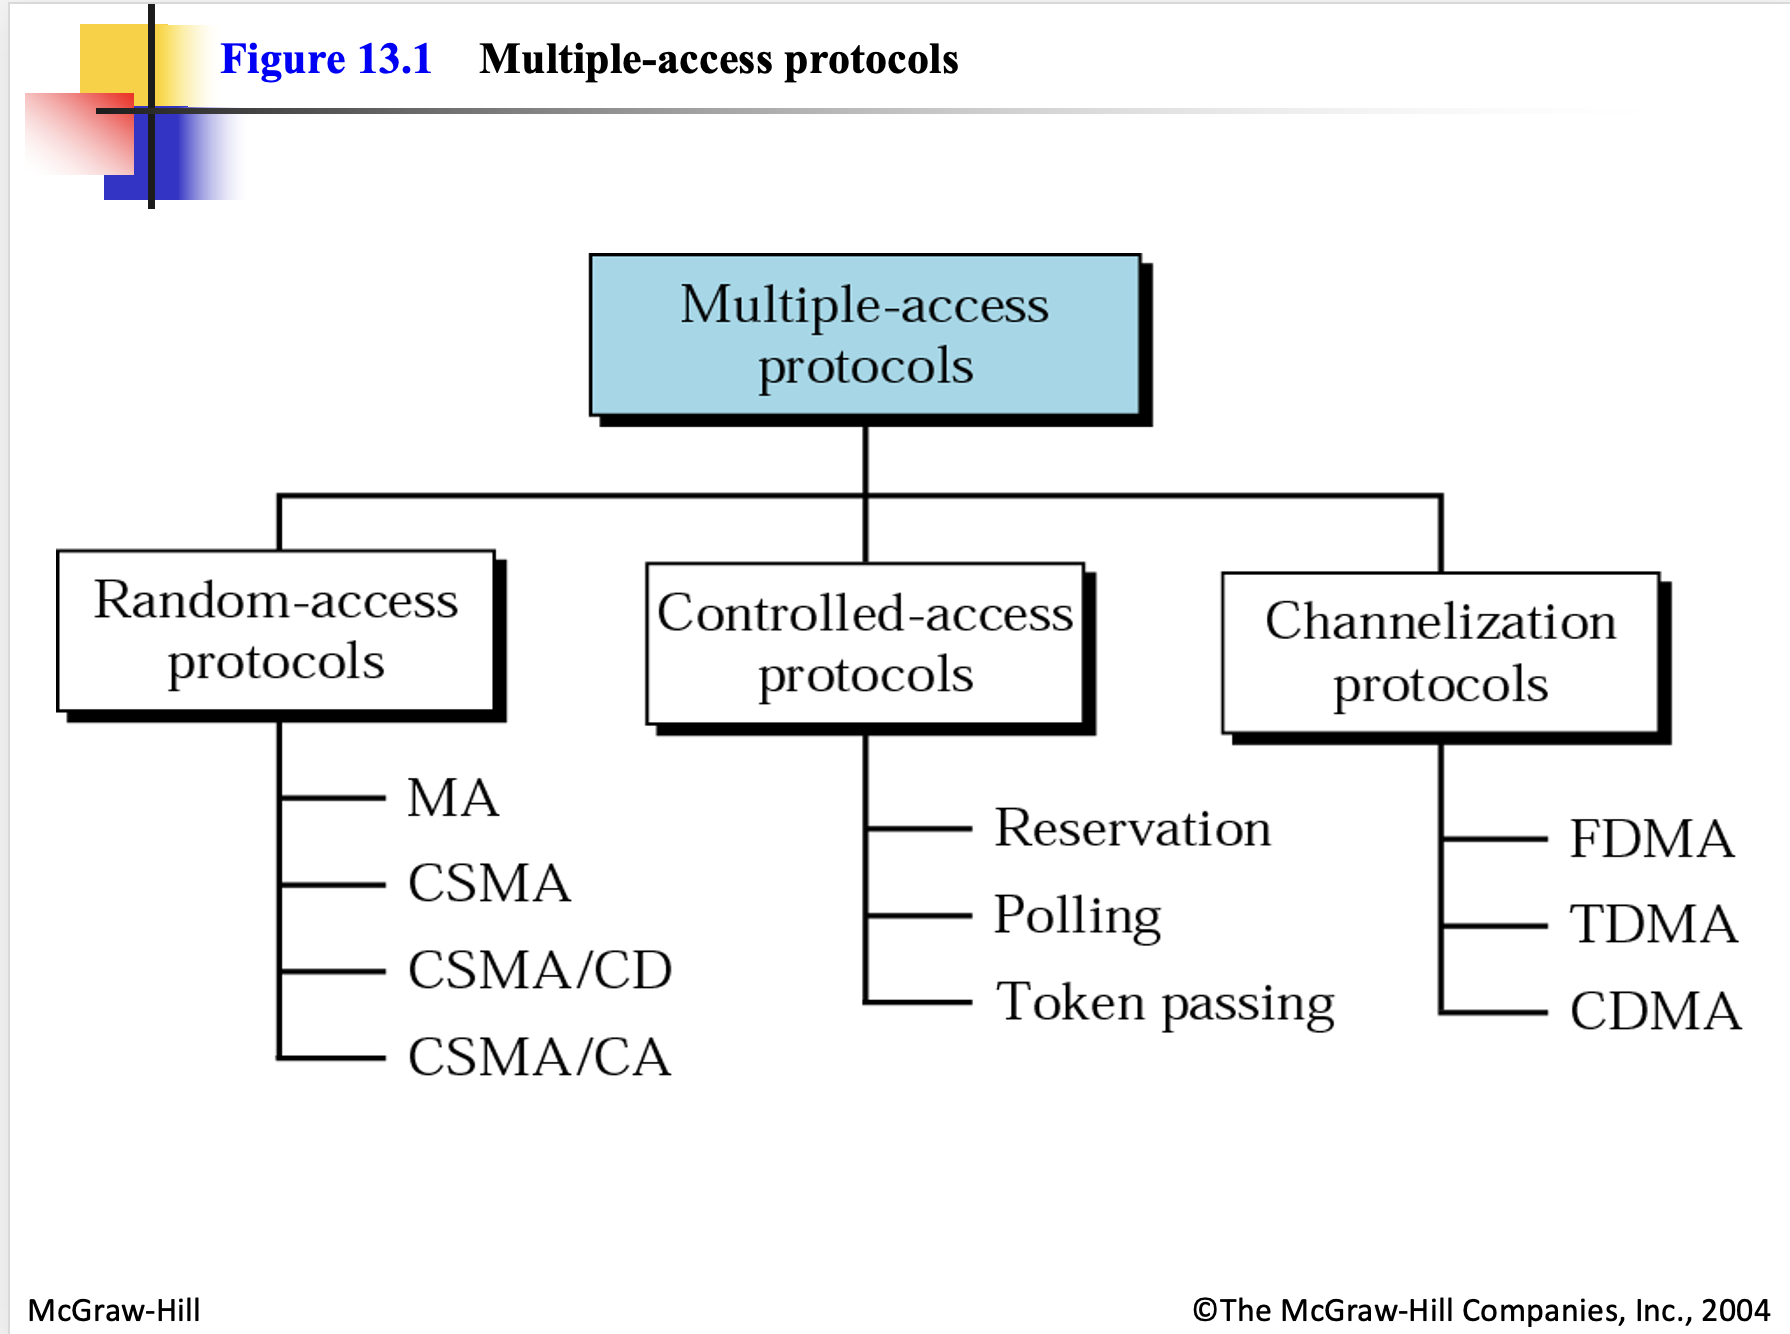 Figure 13.1 Multiple-access protocols
Multiple-access
protocols
Random-access
protocols
MA
CSMA
CSMA/CD
CSMA/CA
Controlled-access
protocols
Reservation
Polling
Token passing
Channelization
protocols
FDMA
TDMA
CDMA
McGraw-Hill
©The McGraw-Hill Companies, Inc., 2004